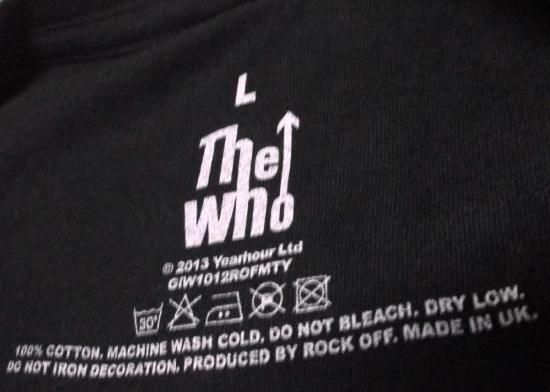 L
The
who
© 2013 Yearhour Ltd
GIW1012ROFMTY
30°
100% COTTON. MACHINE WASH COLD. DO NOT BLEACH. DRY LOW.
DO NOT IRON DECORATION. PRODUCED BY ROCK OFF. MADE IN UK.